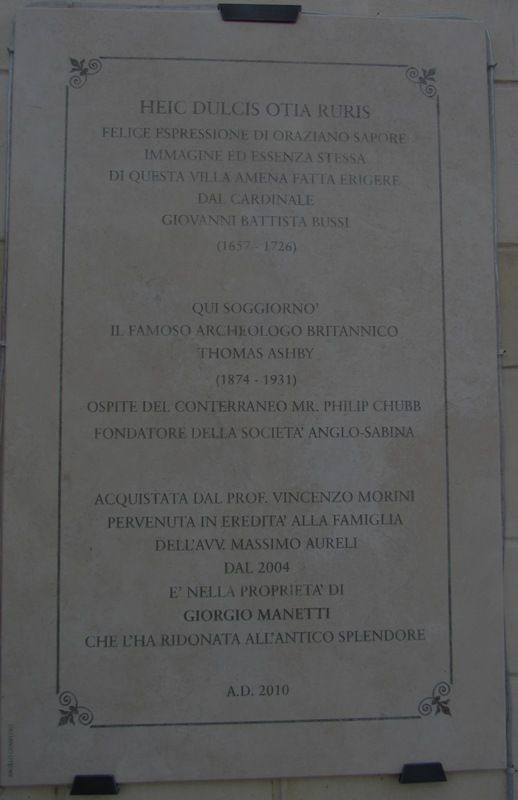 HEIC DULCIS OTIA RURIS
FELICE ESPRESSIONE DI ORAZIANO SAPORE
IMMAGINE ED ESSENZA STESSA
DI QUESTA VILLA AMENA FATTA ERIGERE
DAL CARDINALE
GIOVANNI BATTISTA BUSSI
(1657 - 1726)
QUI SOGGIORNO'
IL FAMOSO ARCHEOLOGO BRITANNICO
THOMAS ASHBY
(1874 - 1931)
OSPITE DEL CONTERRANEO MR. PHILIP CHUBB
FONDATORE DELLA SOCIETA' ANGLO-SABINA
ACQUISTATA DAL PROF. VINCENZO MORINI
PERVENUTA IN EREDITA' ALLA FAMIGLIA
DELL'AVV. MASSIMO AURELI
DAL 2004
E' NELLA PROPRIETA' DI
GIORGIO MANETTI
CHE L'HA RIDONATA ALL'ANTICO SPLENDORE
A.D. 2010